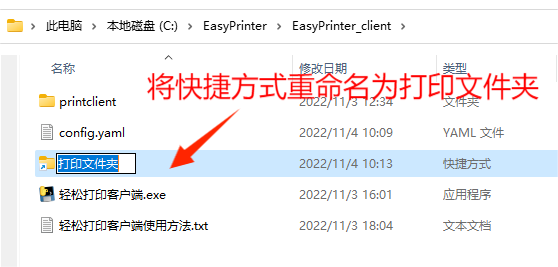 此电脑 > 本地磁盘 (C:) > EasyPrinter > EasyPrinter_client >
名称 修改日期 类型
将快捷方式重命名为打印文件夹
printclient 2022/11/3 12:34 文件夹
config.yaml 2022/11/4 10:09 YAML 文件
打印文件夹 2022/11/4 10:13 快捷方式
轻松打印客户端.exe 2022/11/3 16:01 应用程序
轻松打印客户端使用方法.txt 2022/11/3 18:04 文本文档